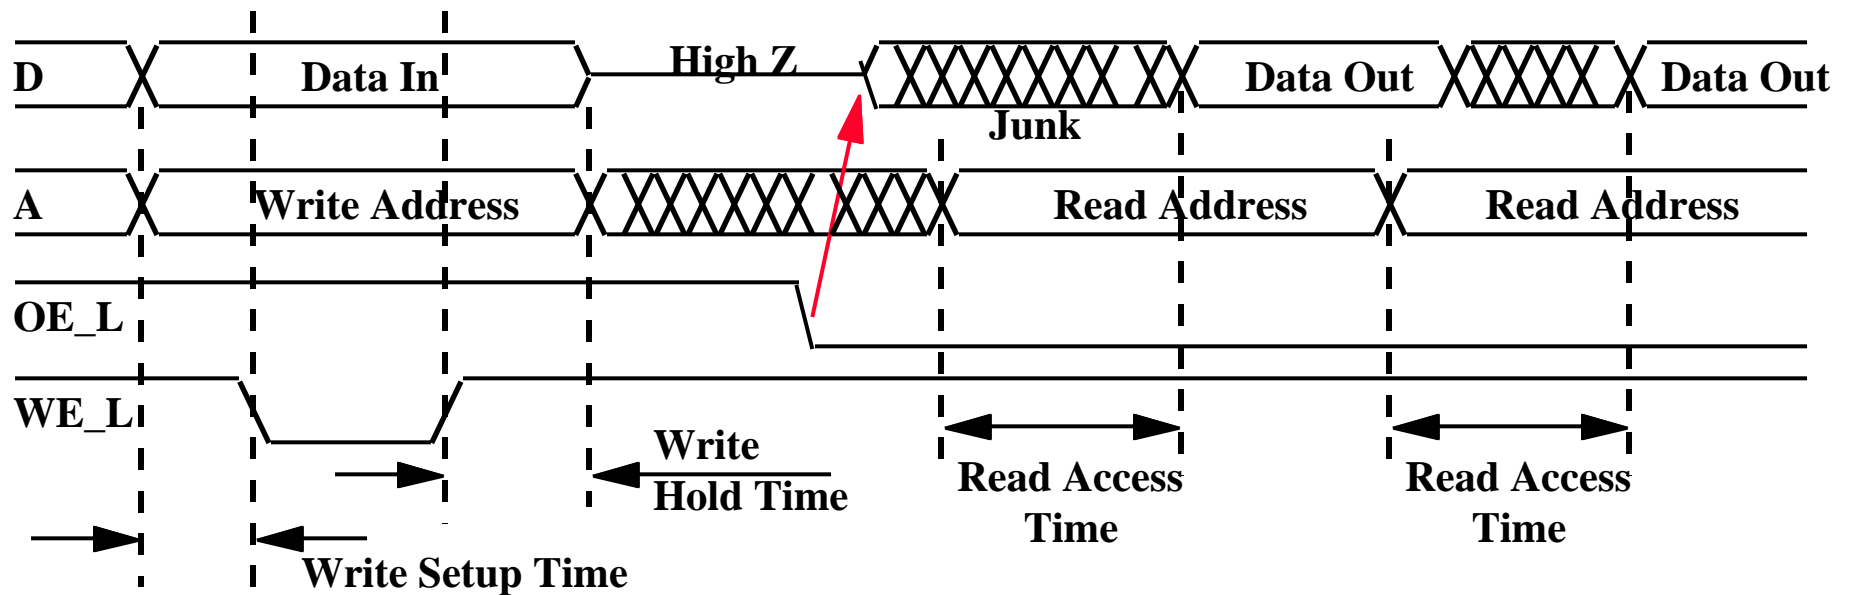 High Z
D
Data In
Data Out
Data Out
Junk
A
Write Address
Read Address
Read Address
OE_L
WE_L
Write
Hold Time
Read Access
Time
Read Access
Time
Write Setup Time